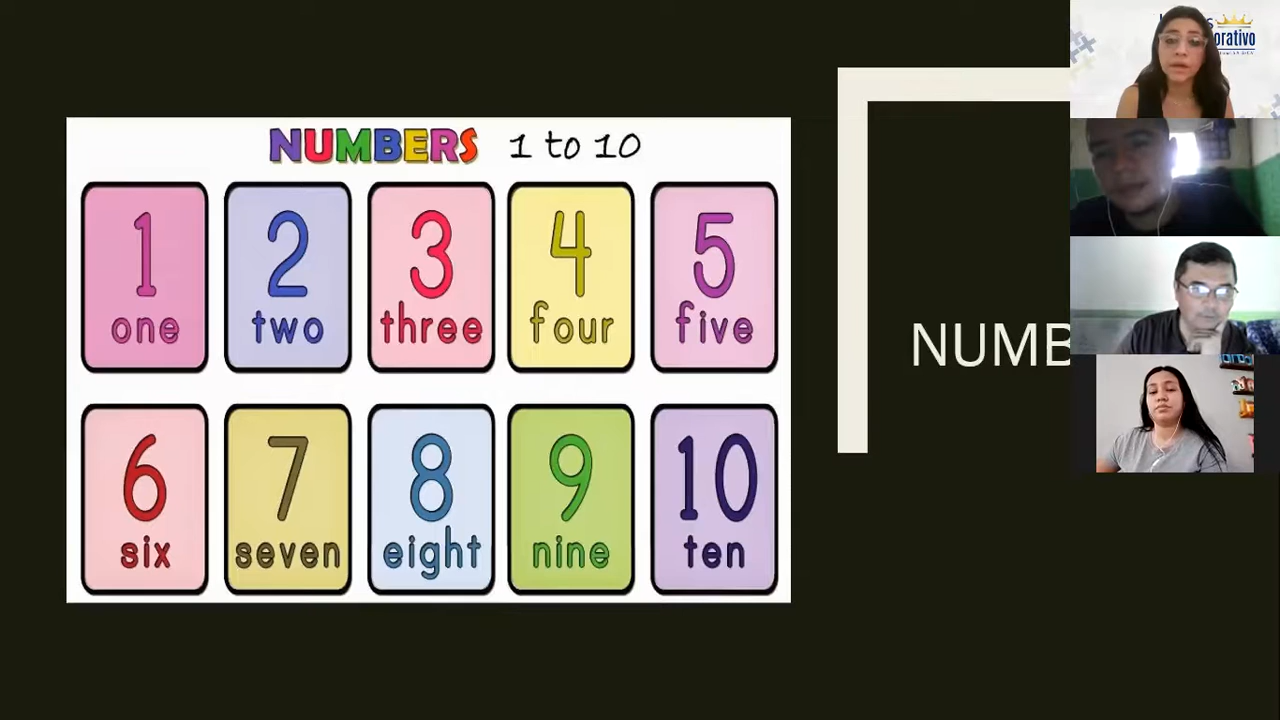 NUMBERS 1 to 10
1 2 3 4 5
one two three four five
6 7 8 9 10
six seven eight nine ten
NUMB
orativo